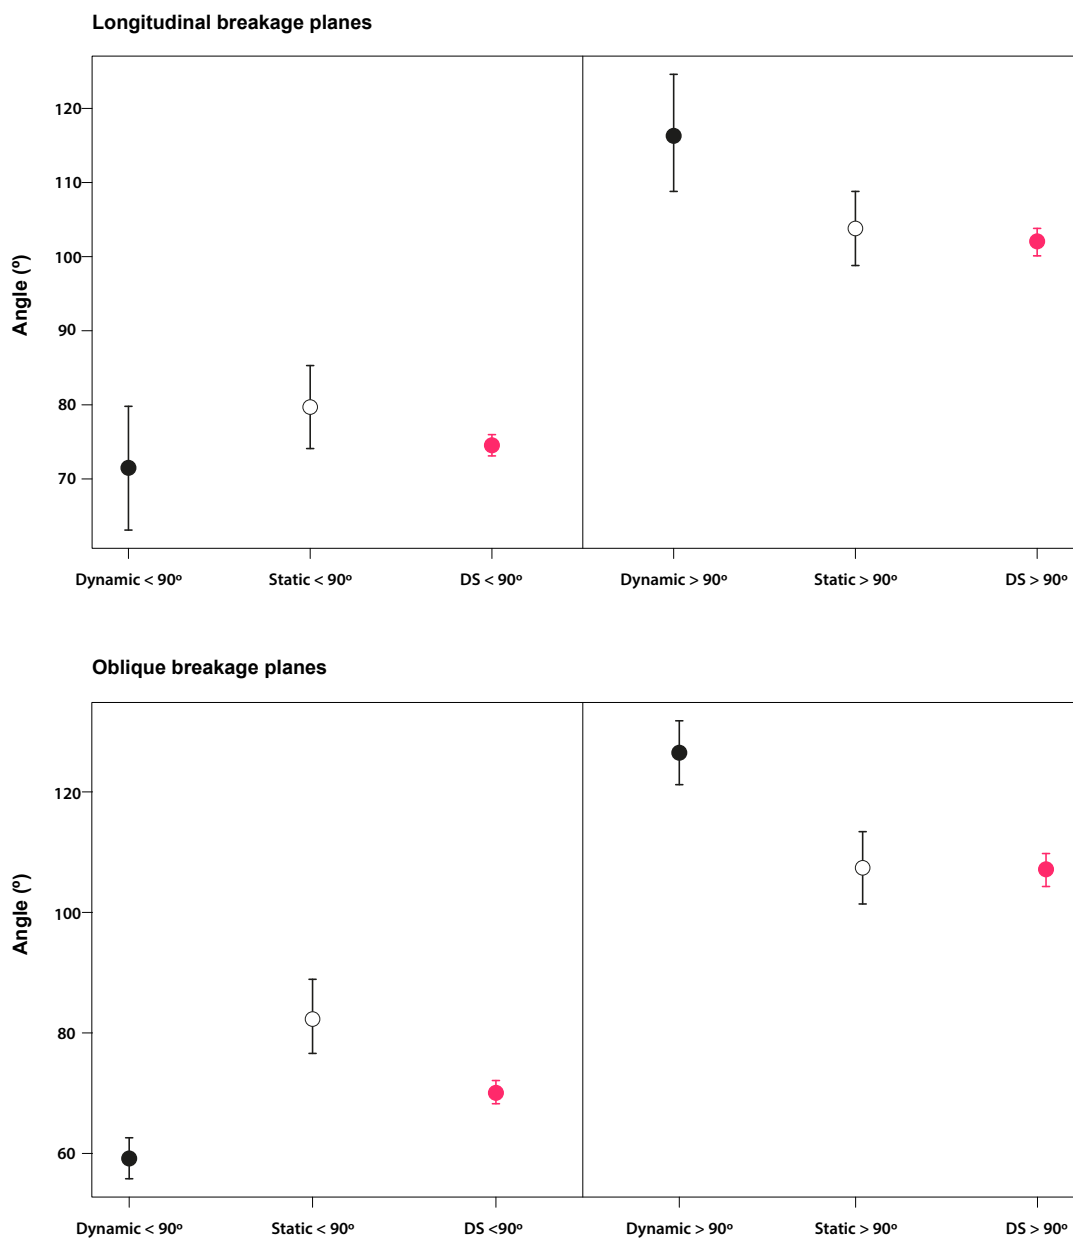 Longitudinal breakage planes
120
110
100
90
80
70
Angle (º)
Dynamic < 90º Static < 90º DS < 90º Dynamic > 90º Static > 90º DS > 90º
Oblique breakage planes
120
100
80
60
Angle (º)
Dynamic < 90º Static < 90º DS <90º Dynamic > 90º Static > 90º DS > 90º